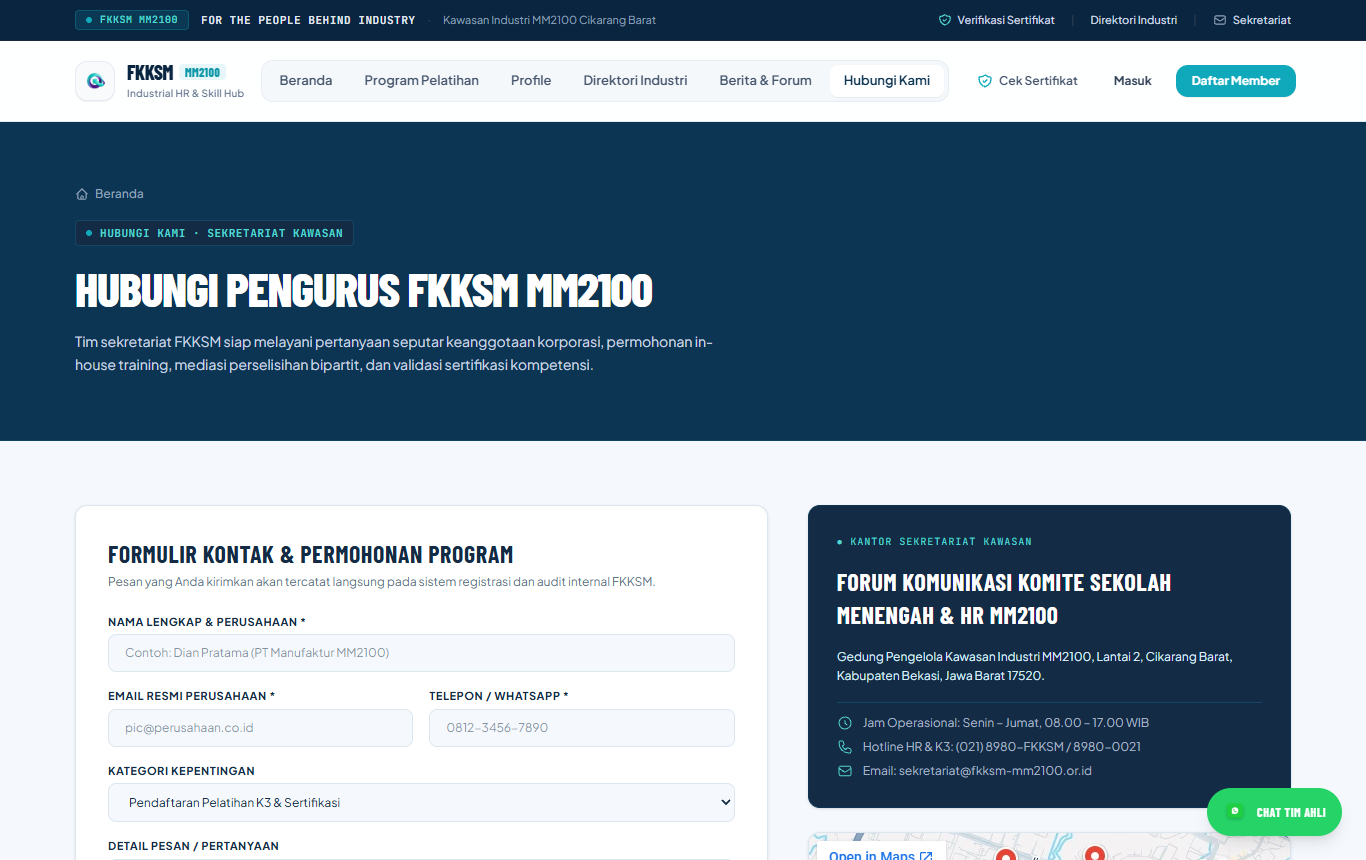 FKKSM MM2100
FOR THE PEOPLE BEHIND INDUSTRY · Kawasan Industri MM2100 Cikarang Barat
Verifikasi Sertifikat
Direktori Industri
Sekretariat
FKKSM MM2100
Industrial HR & Skill Hub
Beranda
Program Pelatihan
Profile
Direktori Industri
Berita & Forum
Hubungi Kami
Cek Sertifikat
Masuk
Daftar Member
Beranda
HUBUNGI KAMI · SEKRETARIAT KAWASAN
HUBUNGI PENGURUS FKKSM MM2100
Tim sekretariat FKKSM siap melayani pertanyaan seputar keanggotaan korporasi, permohonan in-
house training, mediasi perselisihan bipartit, dan validasi sertifikasi kompetensi.
FORMULIR KONTAK & PERMOHONAN PROGRAM
Pesan yang Anda kirimkan akan tercatat langsung pada sistem registrasi dan audit internal FKKSM.
NAMA LENGKAP & PERUSAHAAN *
Contoh: Dian Pratama (PT Manufaktur MM2100)
EMAIL RESMI PERUSAHAAN *
pic@perusahaan.co.id
TELEPON / WHATSAPP *
0812-3456-7890
KATEGORI KEPENTINGAN
Pendaftaran Pelatihan K3 & Sertifikasi
DETAIL PESAN / PERTANYAAN
KANTOR SEKRETARIAT KAWASAN
FORUM KOMUNIKASI KOMITE SEKOLAH
MENENGAH & HR MM2100
Gedung Pengelola Kawasan Industri MM2100, Lantai 2, Cikarang Barat,
Kabupaten Bekasi, Jawa Barat 17520.
Jam Operasional: Senin – Jumat, 08.00 – 17.00 WIB
Hotline HR & K3: (021) 8980-FKKSM / 8980-0021
Email: sekretariat@fkksm-mm2100.or.id
CHAT TIM AHLI
Open in Maps